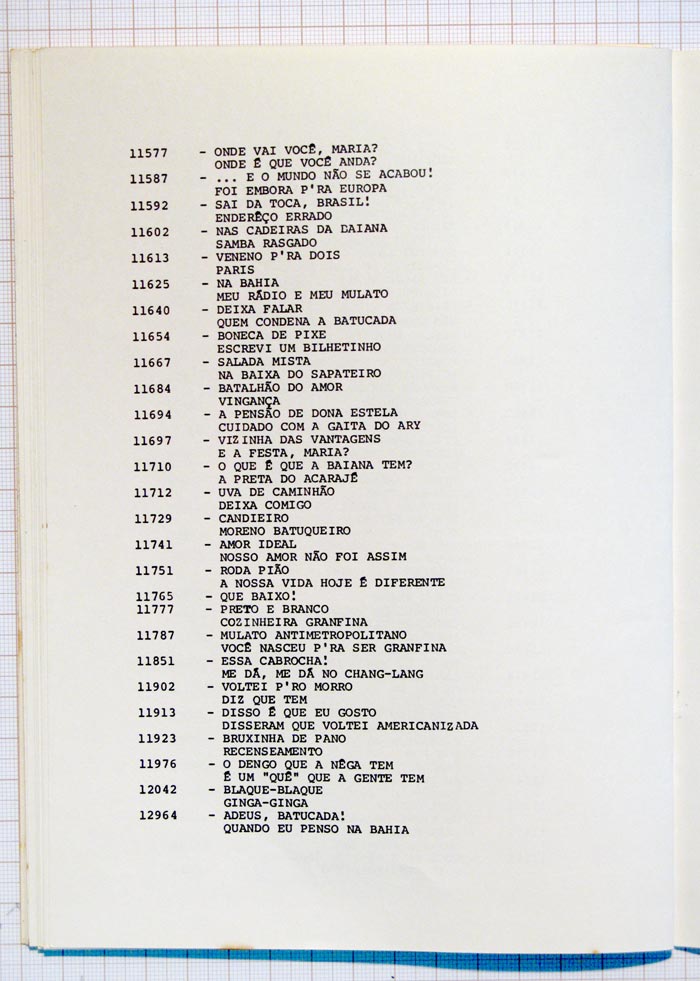 11577 - ONDE VAI VOCÊ, MARIA?
ONDE É QUE VOCÊ ANDA?
11587 - ... E O MUNDO NÃO SE ACABOU!
FOI EMBORA P'RA EUROPA
11592 - SAI DA TOCA, BRASIL!
ENDERÊÇO ERRADO
11602 - NAS CADEIRAS DA BAIANA
SAMBA RASGADO
11613 - VENENO P'RA DOIS
PARIS
11625 - NA BAHIA
MEU RÁDIO E MEU MULATO
11640 - DEIXA FALAR
QUEM CONDENA A BATUCADA
11654 - BONECA DE PIXE
ESCREVI UM BILHETINHO
11667 - SALADA MISTA
NA BAIXA DO SAPATEIRO
11684 - BATALHÃO DO AMOR
VINGANÇA
11694 - A PENSÃO DE DONA ESTELA
CUIDADO COM A GAITA DO ARY
11697 - VIZINHA DAS VANTAGENS
E A FESTA, MARIA?
11710 - O QUE É QUE A BAIANA TEM?
A PRETA DO ACARAJÉ
11712 - UVA DE CAMINHÃO
DEIXA COMIGO
11729 - CANDIEIRO
MORENO BATUQUEIRO
11741 - AMOR IDEAL
NOSSO AMOR NÃO FOI ASSIM
11751 - RODA PIÃO
A NOSSA VIDA HOJE É DIFERENTE
11765 - QUE BAIXO!
11777 - PRETO E BRANCO
COZINHEIRA GRANFINA
11787 - MULATO ANTIMETROPOLITANO
VOCÊ NASCEU P'RA SER GRANFINA
11851 - ESSA CABROCHA!
ME DÁ, ME DÁ NO CHANG-LANG
11902 - VOLTEI P'RO MORRO
DIZ QUE TEM
11913 - DISSO É QUE EU GOSTO
DISSERAM QUE VOLTEI AMERICANIZADA
11923 - BRUXINHA DE PANO
RECENSEAMENTO
11976 - O DENGO QUE A NÊGA TEM
É UM "QUÊ" QUE A GENTE TEM
12042 - BLAQUE-BLAQUE
GINGA-GINGA
12964 - ADEUS, BATUCADA!
QUANDO EU PENSO NA BAHIA